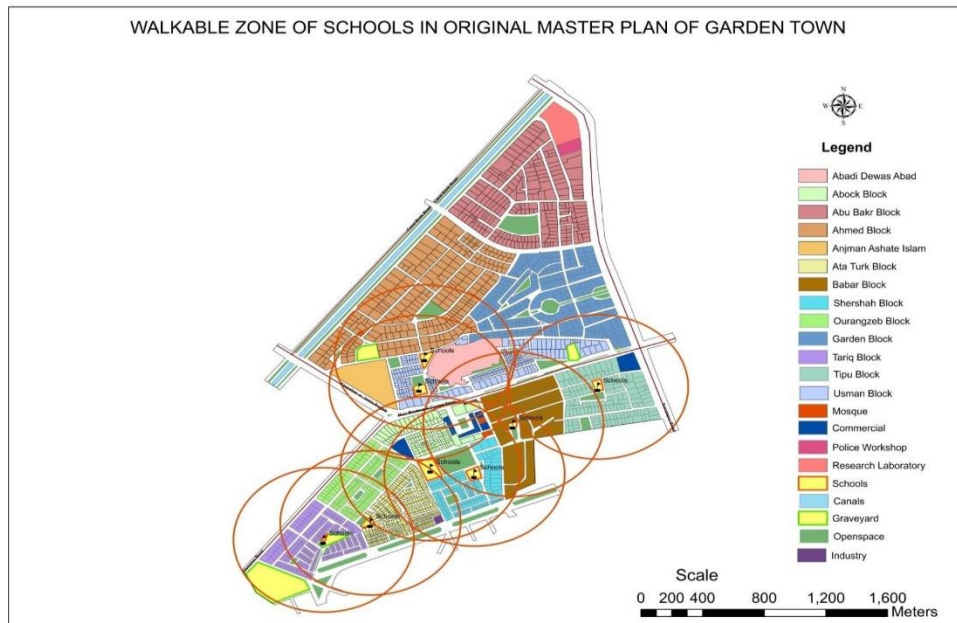 WALKABLE ZONE OF SCHOOLS IN ORIGINAL MASTER PLAN OF GARDEN TOWN
N
W E
S
Legend
Abadi Dewas Abad
Abock Block
Abu Bakr Block
Ahmed Block
Anjman Ashate Islam
Ata Turk Block
Babar Block
Shershah Block
Ourangzeb Block
Garden Block
Tariq Block
Tipu Block
Usman Block
Mosque
Commercial
Police Workshop
Research Laboratory
Schools
Canals
Graveyard
Openspace
Industry
Schools
Schools
Schools
Schools
Schools
Schools
Schools
Schools
Scale
0 200 400 800 1,200 1,600
Meters